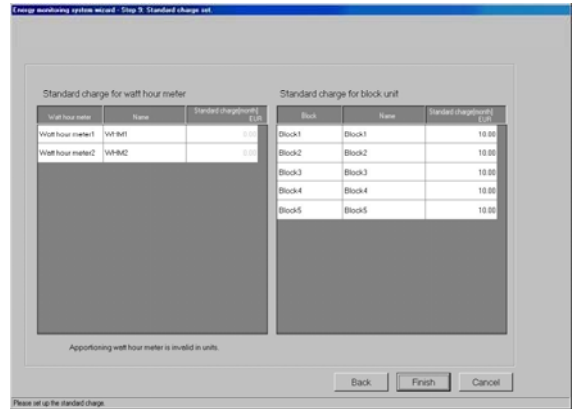 Energy monitoring system wizard - Step 9: Standard charge set.
Standard charge for watt hour meter
Watt hour meter Name Standard charge[month] EUR
Watt hour meter1 WHM1 0.00
Watt hour meter2 WHM2 0.00
Apportioning watt hour meter is invalid in units.
Standard charge for block unit
Block Name Standard charge[month] EUR
Block1 Block1 10.00
Block2 Block2 10.00
Block3 Block3 10.00
Block4 Block4 10.00
Block5 Block5 10.00
Back Finish Cancel
Please set up the standard charge.